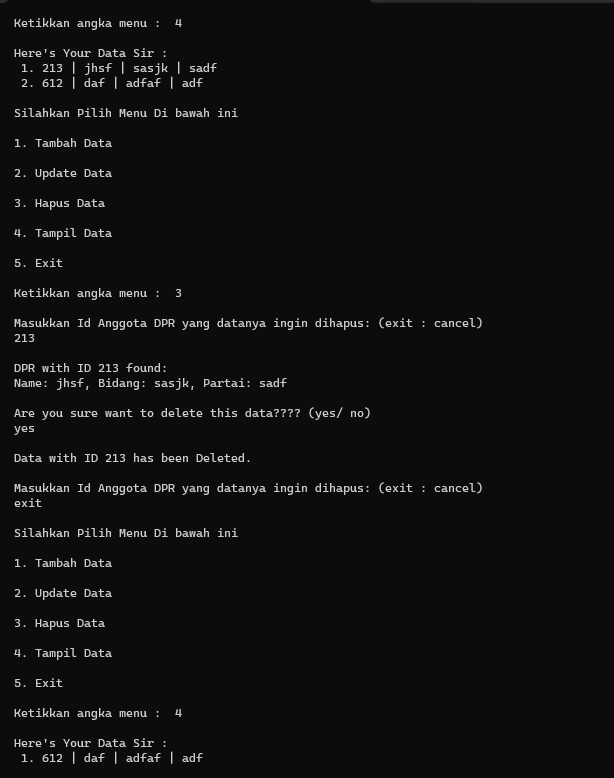 Ketikkan angka menu :  4
Here's Your Data Sir :
1. 213 | jhsf | sasjk | sadf
2. 612 | daf | adfaf | adf
Silahkan Pilih Menu Di bawah ini
1. Tambah Data
2. Update Data
3. Hapus Data
4. Tampil Data
5. Exit
Ketikkan angka menu :  3
Masukkan Id Anggota DPR yang datanya ingin dihapus: (exit : cancel)
213
DPR with ID 213 found:
Name: jhsf, Bidang: sasjk, Partai: sadf
Are you sure want to delete this data???? (yes/ no)
yes
Data with ID 213 has been Deleted.
Masukkan Id Anggota DPR yang datanya ingin dihapus: (exit : cancel)
exit
Silahkan Pilih Menu Di bawah ini
1. Tambah Data
2. Update Data
3. Hapus Data
4. Tampil Data
5. Exit
Ketikkan angka menu :  4
Here's Your Data Sir :
1. 612 | daf | adfaf | adf